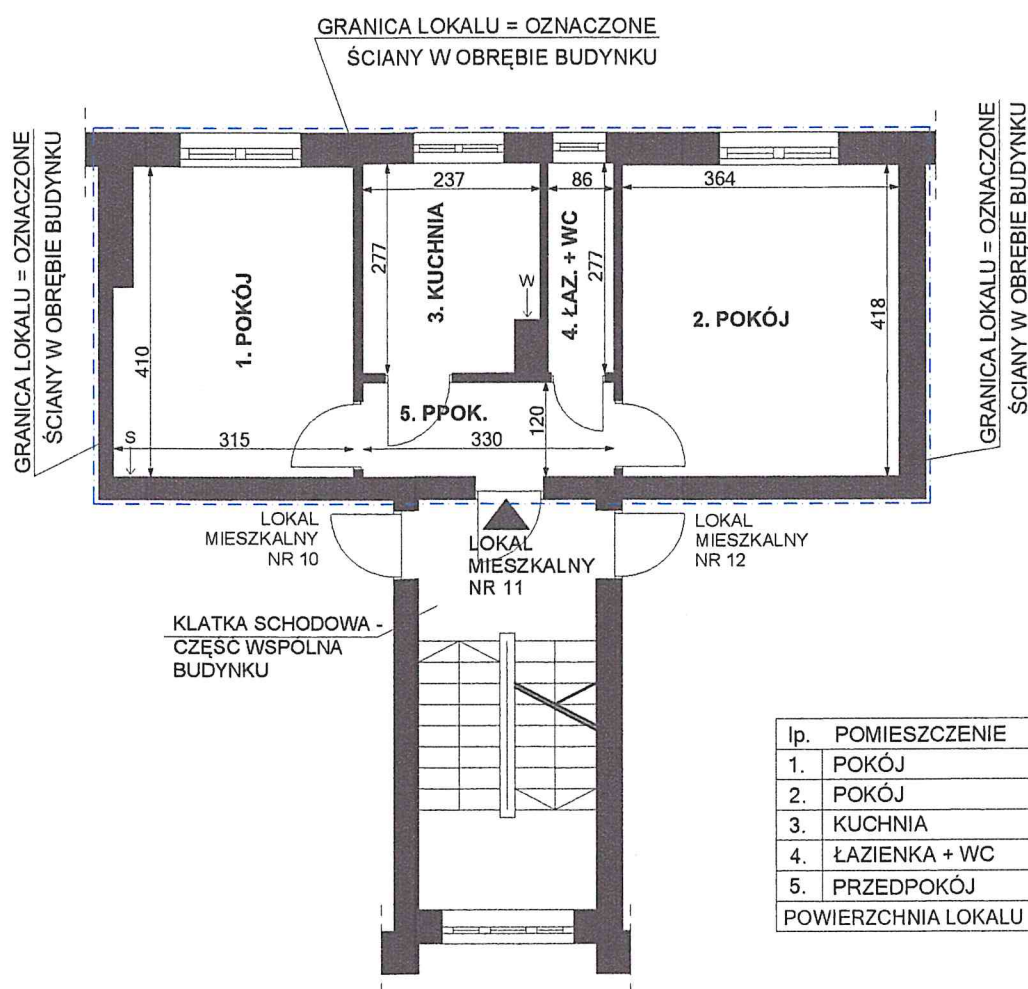 GRANICA LOKALU = OZNACZONE
ŚCIANY W OBRĘBIE BUDYNKU
GRANICA LOKALU = OZNACZONE
ŚCIANY W OBRĘBIE BUDYNKU
GRANICA LOKALU = OZNACZONE
ŚCIANY W OBRĘBIE BUDYNKU
237
86
364
277
3. KUCHNIA
W
4. ŁAZ. + WC
277
1. POKÓJ
410
2. POKÓJ
418
5. PPOK.
120
S
315
330
LOKAL
MIESZKALNY
NR 10
LOKAL
MIESZKALNY
NR 11
LOKAL
MIESZKALNY
NR 12
KLATKA SCHODOWA -
CZĘŚĆ WSPÓLNA
BUDYNKU
lp. POMIESZCZENIE
1. POKÓJ
2. POKÓJ
3. KUCHNIA
4. ŁAZIENKA + WC
5. PRZEDPOKÓJ
POWIERZCHNIA LOKALU